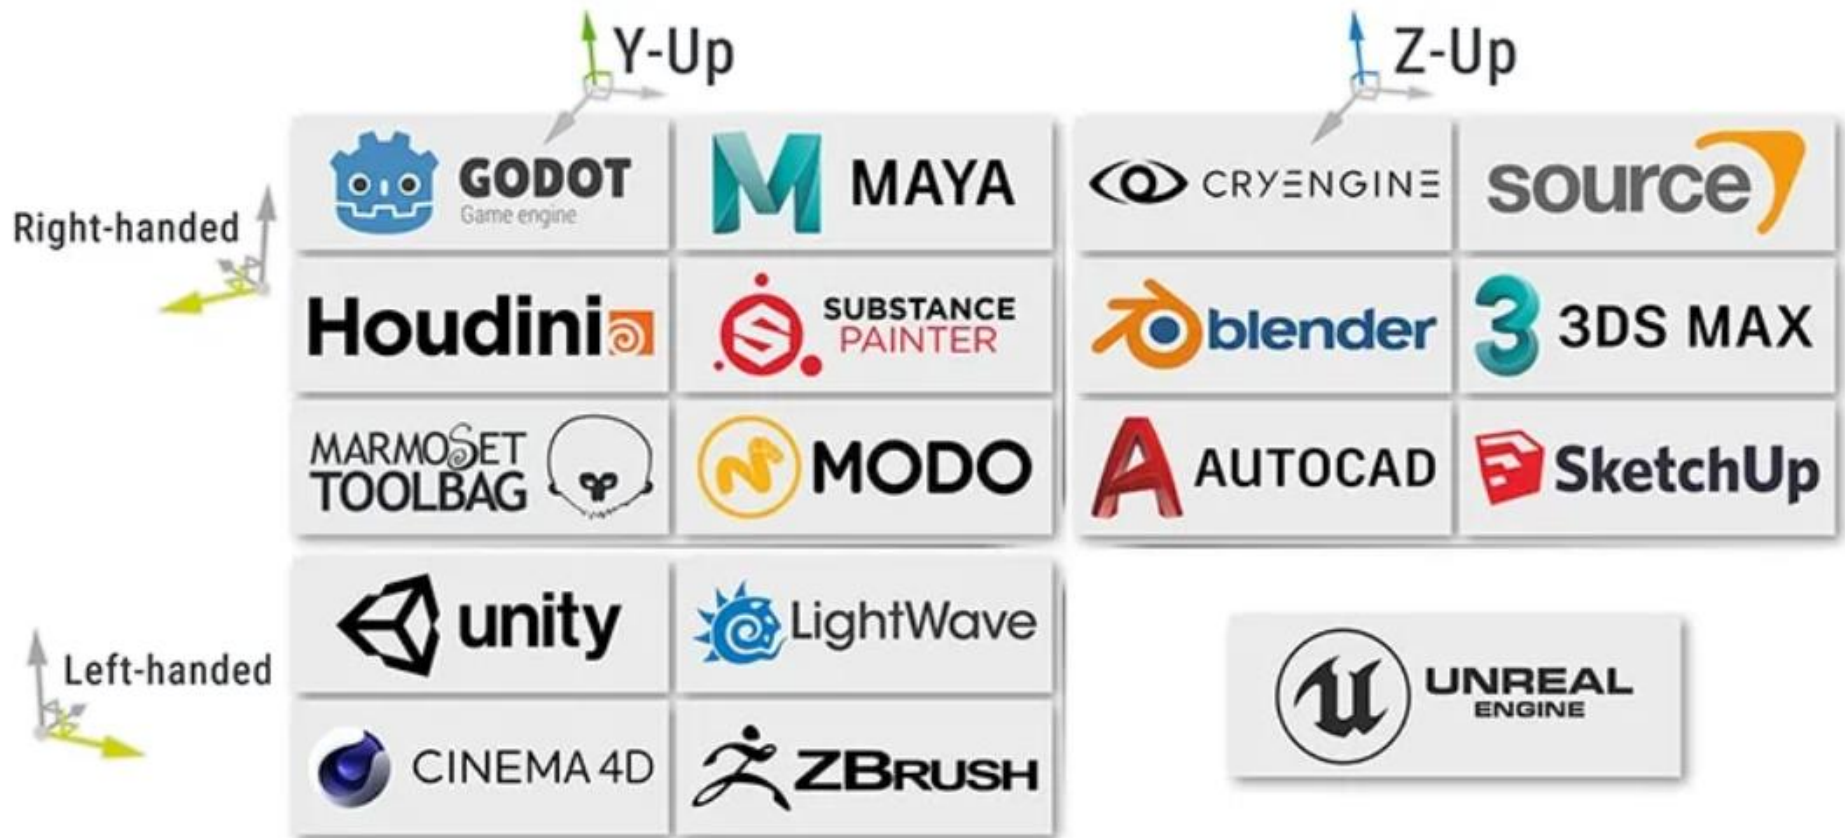 Y-Up
Z-Up
Right-handed
GODOT
Game engine
MAYA
CRYENGINE
source
Houdini
SUBSTANCE
PAINTER
blender
3DS MAX
MARMOSET
TOOLBAG
MODO
AUTOCAD
SketchUp
Left-handed
unity
LightWave
UNREAL
ENGINE
CINEMA 4D
ZBRUSH